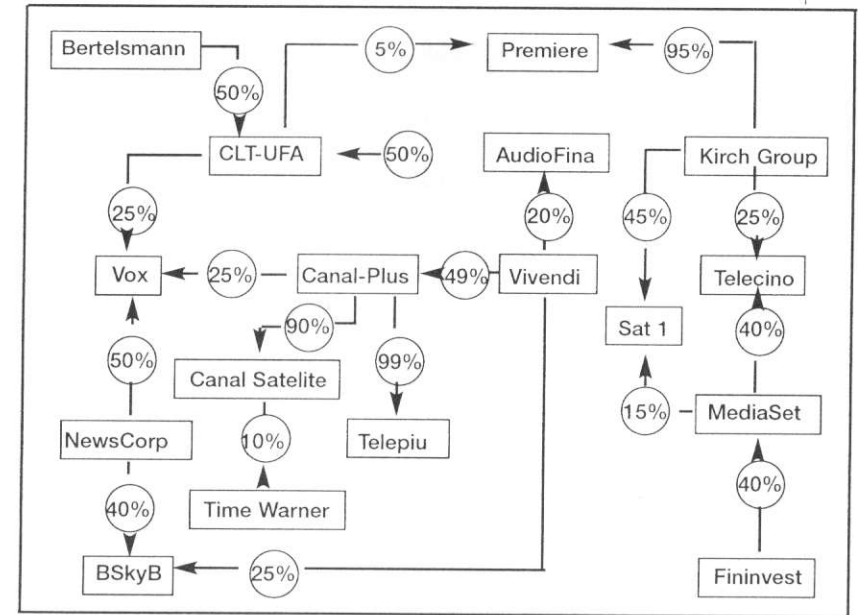 Bertelsmann
5%
Premiere
95%
50%
CLT-UFA
50%
AudioFina
Kirch Group
25%
20%
45%
25%
Vox
25%
Canal-Plus
49%
Vivendi
Telecino
90%
Sat 1
40%
50%
Canal Satelite
99%
15%
MediaSet
NewsCorp
10%
Telepiu
40%
40%
Time Warner
BSkyB
25%
Fininvest